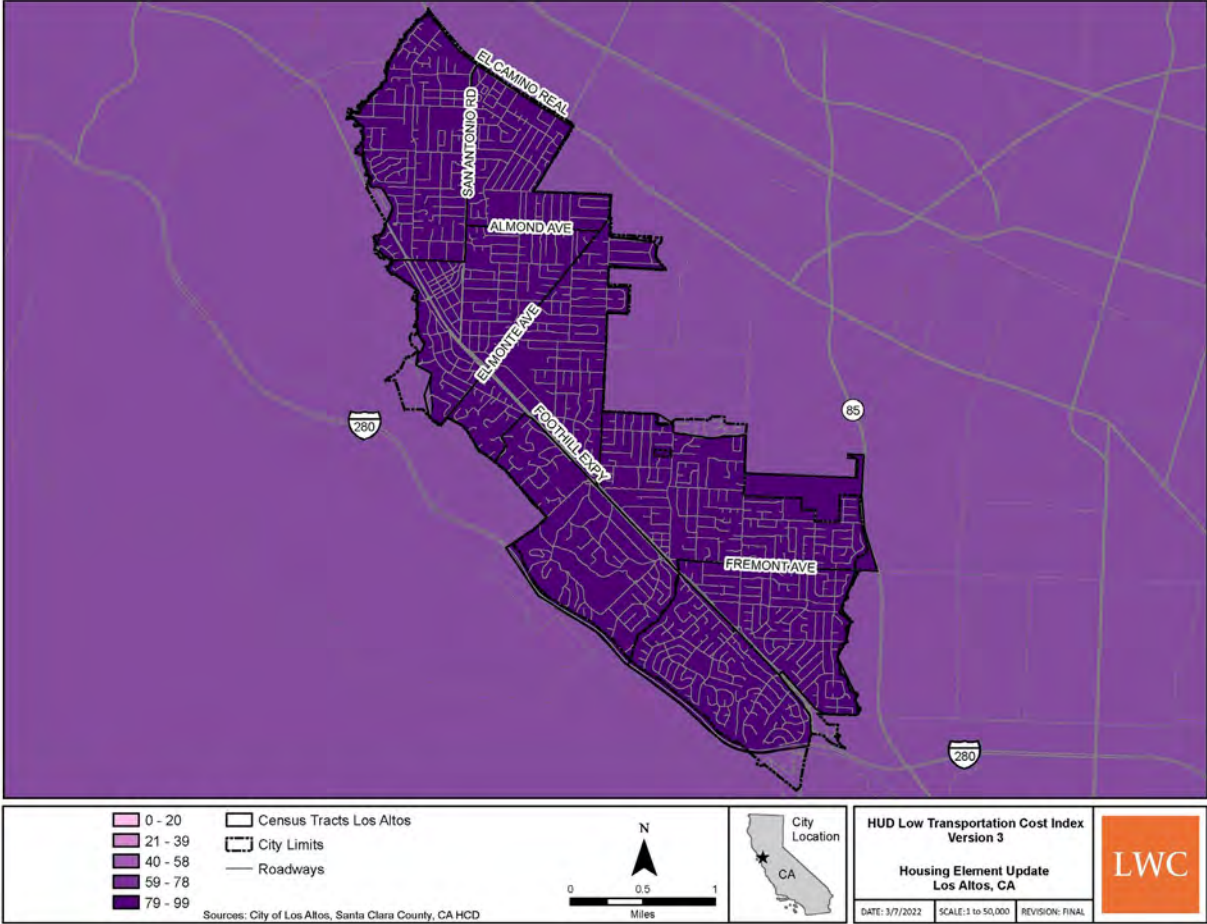 EL CAMINO REAL
SAN ANTONIO RD
ALMOND AVE
EL MONTE AVE
FOOTHILL EXPY
280
85
FREMONT AVE
280
0 - 20
21 - 39
40 - 58
59 - 78
79 - 99
Census Tracts Los Altos
City Limits
Roadways
Sources: City of Los Altos, Santa Clara County, CA HCD
N
0 0.5 1
Miles
City
Location
CA
HUD Low Transportation Cost Index
Version 3
Housing Element Update
Los Altos, CA
DATE: 3/7/2022 SCALE:1 to 50,000 REVISION: FINAL
LWC